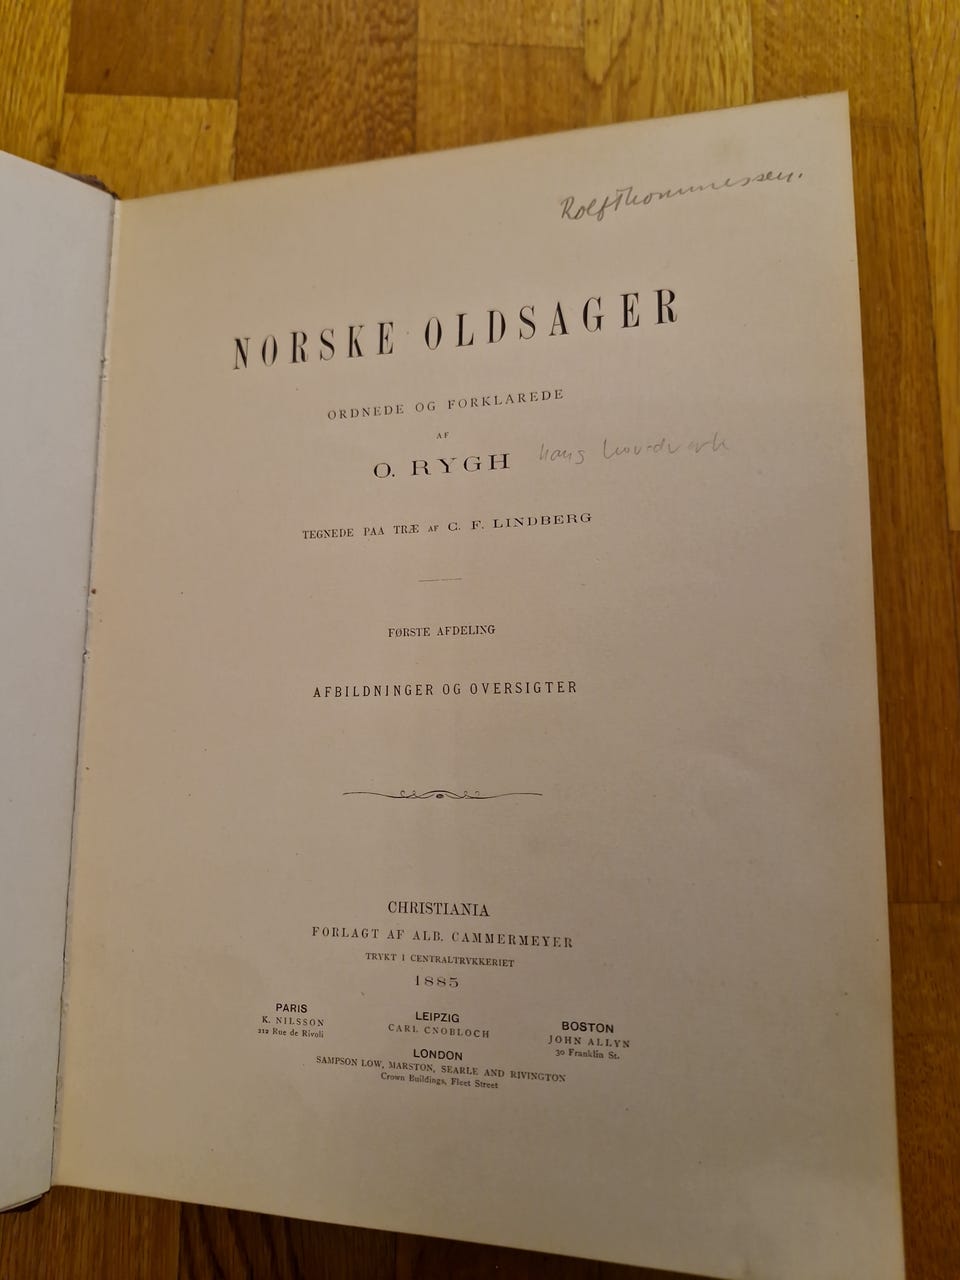 Rolf Thommessen.
NORSKE OLDSAGER
ORDNEDE OG FORKLAREDE
AF
O. RYGH hans hovedverk
TEGNEDE PAA TRÆ AF C. F. LINDBERG
FØRSTE AFDELING
AFBILDNINGER OG OVERSIGTER
CHRISTIANIA
FORLAGT AF ALB. CAMMERMEYER
TRYKT I CENTRALTRYKKERIET
1885
PARIS
K. NILSSON
212 Rue de Rivoli
LEIPZIG
CARL CNOBLOCH
BOSTON
JOHN ALLYN
30 Franklin St.
LONDON
SAMPSON LOW, MARSTON, SEARLE AND RIVINGTON
Crown Buildings, Fleet Street